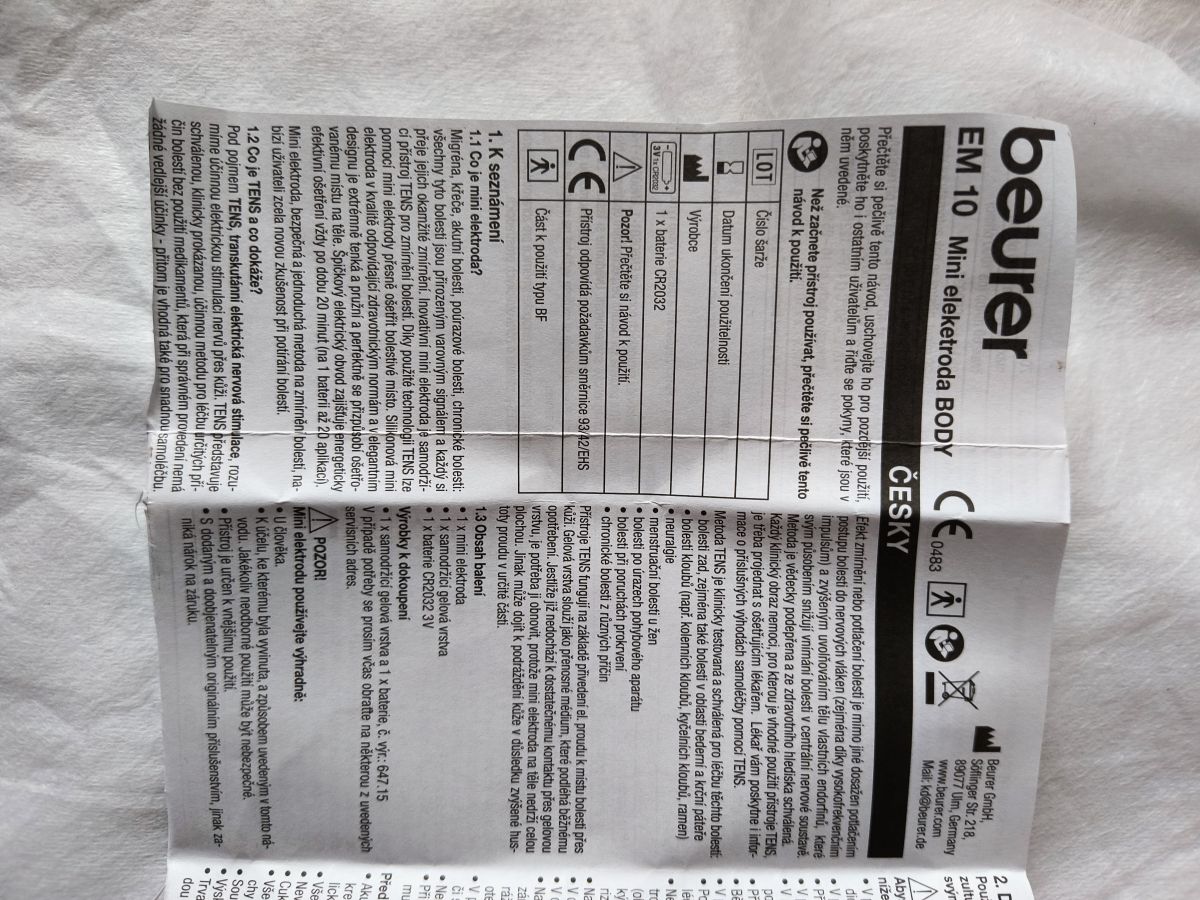 beurer
EM 10 Mini eleketroda BODY
0483
Beurer GmbH,
Söflinger Str. 218,
89077 Ulm, Germany
www.beurer.com
Mail: kd@beurer.de
ČESKY
Přečtěte si pečlivě tento návod, uschovejte ho pro pozdější použití,
poskytněte ho i ostatním uživatelům a řiďte se pokyny, které jsou v
něm uvedené.
Než začnete přístroj používat, přečtěte si pečlivě tento
návod k použití.
LOT Číslo šarže
Datum ukončení použitelnosti
Výrobce
3V 1x CR2032 1 x baterie CR2032
Pozor! Přečtěte si návod k použití.
CE Přístroj odpovídá požadavkům směrnice 93/42/EHS
Část k použití typu BF
1. K seznámení
1.1 Co je mini elektroda?
Migréna, křeče, akutní bolesti, poúrazové bolesti, chronické bolesti:
všechny tyto bolesti jsou přirozeným varovným signálem a každý si
přeje jejich okamžité zmírnění. Inovativní mini elektroda je samodrží-
cí přístroj TENS pro zmírnění bolesti. Díky použité technologii TENS lze
pomocí mini elektrody přesně ošetřit bolestivé místo. Silikonová mini
elektroda v kvalitě odpovídající zdravotnickým normám a v elegantním
designu je extrémně tenká a pružní a perfektně se přizpůsobí ošetřo-
vanému místu na těle. Špičkový elektrický obvod zajišťuje energeticky
efektivní ošetření vždy po dobu 20 minut (na 1 baterii až 20 aplikací).
Mini elektroda, bezpečná a jednoduchá metoda na zmírnění bolesti, na-
bízí uživateli zcela novou zkušenost při potírání bolesti.
1.2 Co je TENS a co dokáže?
Pod pojmem TENS, transkutánní elektrická nervová stimulace, rozu-
míme účinnou elektrickou stimulaci nervů přes kůži. TENS představuje
schválenou, klinicky prokázanou, účinnou metodu pro léčbu určitých pří-
čin bolesti bez použití medikamentů, která při správném provedení nemá
žádné vedlejší účinky - přitom je vhodná také pro snadnou samoléčbu.
Efekt zmírnění nebo potlačení bolesti je mimo jiné dosažen potlačením
postupu bolesti do nervových vláken (zejména díky vysokofrekvenčním
impulsům) a zvýšeným uvolňováním tělu vlastních endorfinů, které
svým působením snižují vnímání bolesti v centrální nervové soustavě.
Metoda je vědecky podepřena a ze zdravotního hlediska schválená.
Každý klinický obraz nemoci, pro kterou je vhodné použití přístroje TENS,
je třeba projednat s ošetřujícím lékařem. Lékař vám poskytne i infor-
mace o příslušných výhodách samoléčby pomocí TENS.
Metoda TENS je klinicky testovaná a schválená pro léčbu těchto bolestí:
• bolesti zad, zejména také bolesti v oblasti bederní a krční páteře
• bolesti kloubů (např. kolenních kloubů, kyčelních kloubů, ramen)
• neuralgie
• menstruační bolesti u žen
• bolesti po úrazech pohybového aparátu
• bolesti při poruchách prokrvení
• chronické bolesti z různých příčin
Přístroje TENS fungují na základě přivedení el. proudu k místu bolesti přes
kůži. Gelová vrstva slouží jako přenosné médium, které podléhá běžnému
opotřebení. Jestliže již nedochází k dostatečnému kontaktu přes gelovou
vrstvu, je potřeba ji obnovit, protože mini elektroda na těle nedrží celou
plochou. Jinak může dojít k podráždění kůže v důsledku zvýšené hus-
toty proudu v určité části.
1.3 Obsah balení
• 1 x mini elektroda
• 1 x samodržící gelová vrstva
• 1 x baterie CR2032 3V
Výrobky k dokoupení
• 1 x samodržící gelová vrstva a 1 x baterie, č. výr.: 647.15
V případě potřeby se prosím včas obraťte na některou z uvedených
servisních adres.
POZOR!
Mini elektrodu používejte výhradně:
• U člověka.
• K účelu, ke kterému byla vyvinuta, a způsobem uvedeným v tomto ná-
vodu. Jakékoliv neodborné použití může být nebezpečné.
• Přístroj je určen k vnějšímu použití.
• S dodaným a doobjenatelným originálním příslušenstvím, jinak za-
niká nárok na záruku.